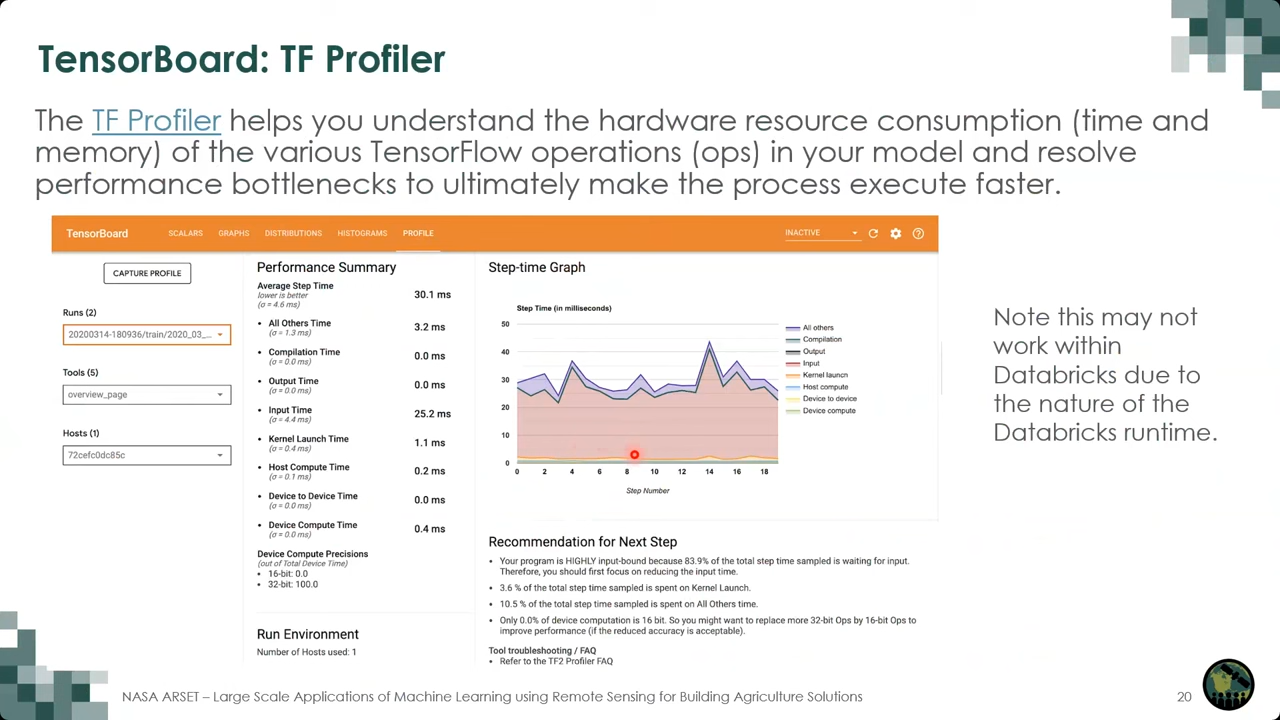 TensorBoard: TF Profiler
The TF Profiler helps you understand the hardware resource consumption (time and
memory) of the various TensorFlow operations (ops) in your model and resolve
performance bottlenecks to ultimately make the process execute faster.
TensorBoard
SCALARS
GRAPHS
DISTRIBUTIONS
HISTOGRAMS
PROFILE
INACTIVE
CAPTURE PROFILE
Runs (2)
20200314-180936/train/2020_03_...
Tools (5)
overview_page
Hosts (1)
72cefc0dc85c
Performance Summary
Average Step Time 30.1 ms
lower is better
(σ = 4.6 ms)
• All Others Time 3.2 ms
(σ = 1.3 ms)
• Compilation Time 0.0 ms
(σ = 0.0 ms)
• Output Time 0.0 ms
(σ = 0.0 ms)
• Input Time 25.2 ms
(σ = 4.4 ms)
• Kernel Launch Time 1.1 ms
(σ = 0.4 ms)
• Host Compute Time 0.2 ms
(σ = 0.1 ms)
• Device to Device Time 0.0 ms
(σ = 0.0 ms)
• Device Compute Time 0.4 ms
(σ = 0.0 ms)
Device Compute Precisions
(out of Total Device Time)
• 16-bit: 0.0
• 32-bit: 100.0
Run Environment
Number of Hosts used: 1
Step-time Graph
Step Time (in milliseconds)
50
40
30
20
10
0
0 2 4 6 8 10 12 14 16 18
Step Number
All others
Compilation
Output
Input
Kernel launch
Host compute
Device to device
Device compute
Recommendation for Next Step
• Your program is HIGHLY input-bound because 83.9% of the total step time sampled is waiting for input.
Therefore, you should first focus on reducing the input time.
• 3.6 % of the total step time sampled is spent on Kernel Launch.
• 10.5 % of the total step time sampled is spent on All Others time.
• Only 0.0% of device computation is 16 bit. So you might want to replace more 32-bit Ops by 16-bit Ops to
improve performance (if the reduced accuracy is acceptable).
Tool troubleshooting / FAQ
• Refer to the TF2 Profiler FAQ
Note this may not
work within
Databricks due to
the nature of the
Databricks runtime.
NASA ARSET – Large Scale Applications of Machine Learning using Remote Sensing for Building Agriculture Solutions
20